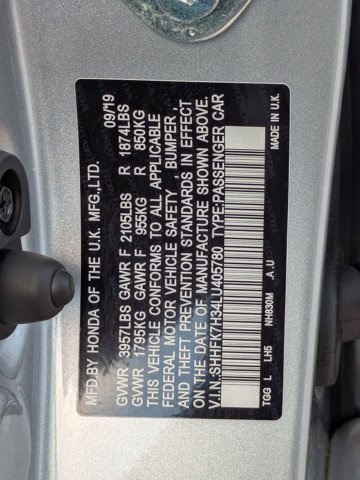 MFD.BY HONDA OF THE U.K. MFG.,LTD. 09/19
GVWR 3957LBS GAWR F 2105LBS R 1874LBS
GVWR 1795KG GAWR F 955KG R 850KG
THIS VEHICLE CONFORMS TO ALL APPLICABLE
FEDERAL MOTOR VEHICLE SAFETY , BUMPER ,
AND THEFT PREVENTION STANDARDS IN EFFECT
ON THE DATE OF MANUFACTURE SHOWN ABOVE.
V.I.N.:SHHFK7H34LU405780 TYPE:PASSENGER CAR
TGG L LH5 NH830M .A .U MADE IN U.K.